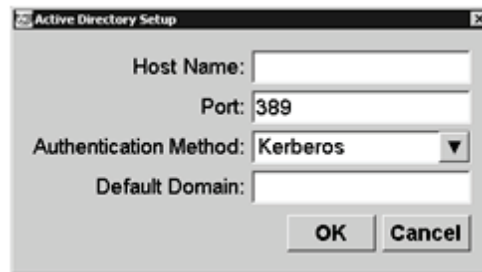 Active Directory Setup
Host Name:
Port: 389
Authentication Method: Kerberos
Default Domain:
OK Cancel